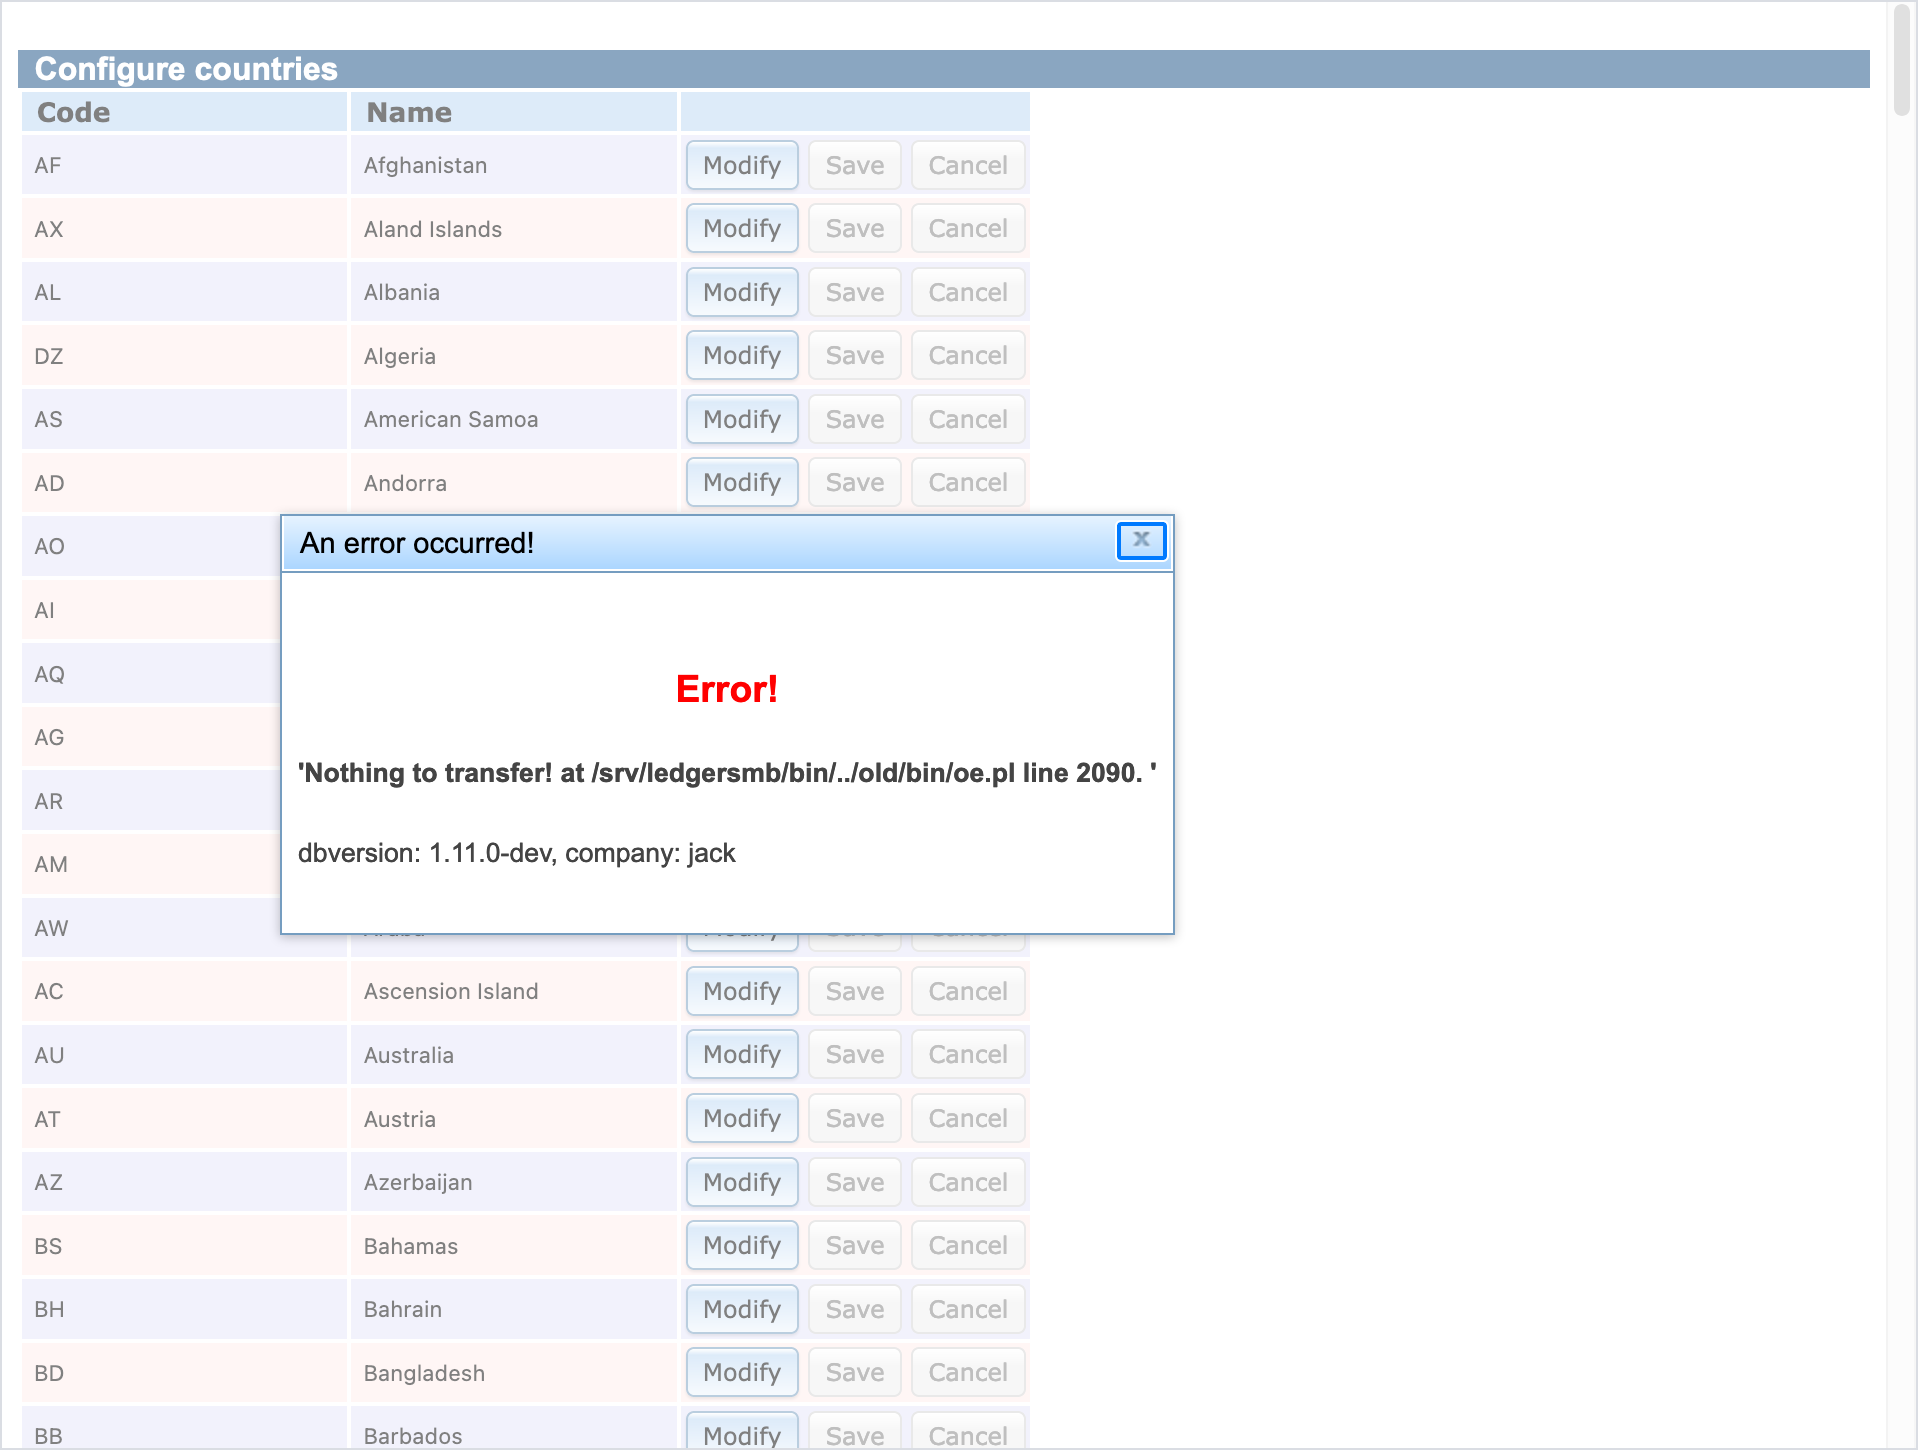 Configure countries
Code Name
AF Afghanistan Modify Save Cancel
AX Aland Islands Modify Save Cancel
AL Albania Modify Save Cancel
DZ Algeria Modify Save Cancel
AS American Samoa Modify Save Cancel
AD Andorra Modify Save Cancel
AO
AI
AQ
AG
AR
AM
AW
An error occurred!
x
Error!
'Nothing to transfer! at /srv/ledgersmb/bin/../old/bin/oe.pl line 2090. '
dbversion: 1.11.0-dev, company: jack
AC Ascension Island Modify Save Cancel
AU Australia Modify Save Cancel
AT Austria Modify Save Cancel
AZ Azerbaijan Modify Save Cancel
BS Bahamas Modify Save Cancel
BH Bahrain Modify Save Cancel
BD Bangladesh Modify Save Cancel
BB Barbados Modify Save Cancel